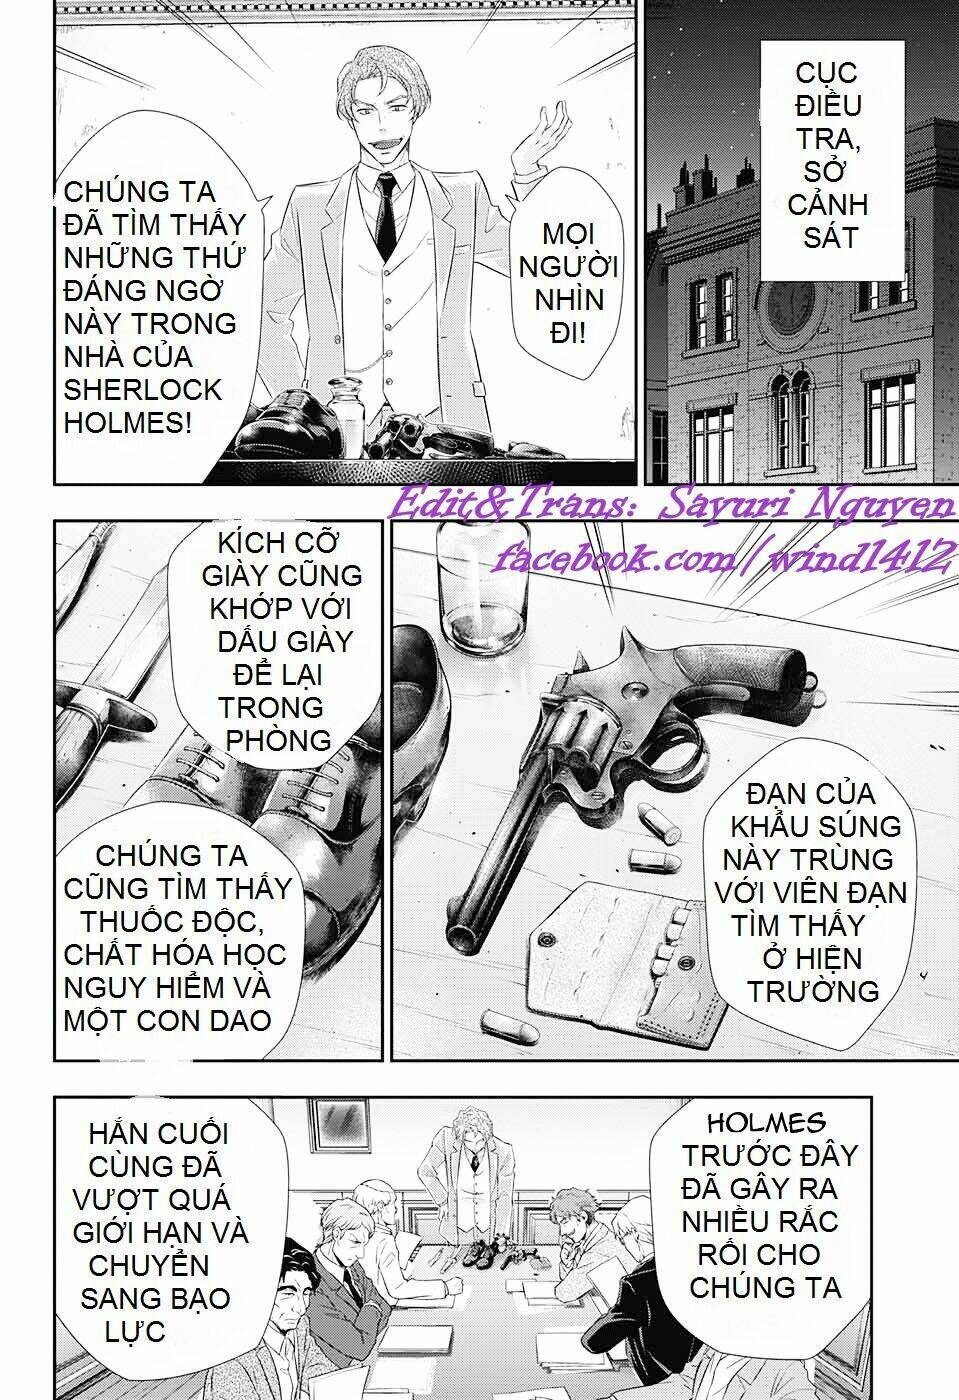 CỤC
ĐIỀU
TRA,
SỞ
CẢNH
SÁT
MỌI
NGƯỜI
NHÌN
ĐI!
CHÚNG TA
ĐÃ TÌM THẤY
NHỮNG THỨ
ĐÁNG NGỜ
NÀY TRONG
NHÀ CỦA
SHERLOCK
HOLMES!
Edit&Trans: Sayuri Nguyen
facebook.com/wind1412
ĐẠN CỦA
KHẨU SÚNG
NÀY TRÙNG
VỚI VIÊN ĐẠN
TÌM THẤY
Ở HIỆN
TRƯỜNG
KÍCH CỠ
GIÀY CŨNG
KHỚP VỚI
DẤU GIÀY
ĐỂ LẠI
TRONG
PHÒNG
CHÚNG TA
CŨNG TÌM THẤY
THUỐC ĐỘC,
CHẤT HÓA HỌC
NGUY HIỂM VÀ
MỘT CON DAO
HOLMES
TRƯỚC ĐÂY
ĐÃ GÂY RA
NHIỀU RẮC
RỐI CHO
CHÚNG TA
HẮN CUỐI
CÙNG ĐÃ
VƯỢT QUÁ
GIỚI HẠN VÀ
CHUYỂN
SANG BẠO
LỰC